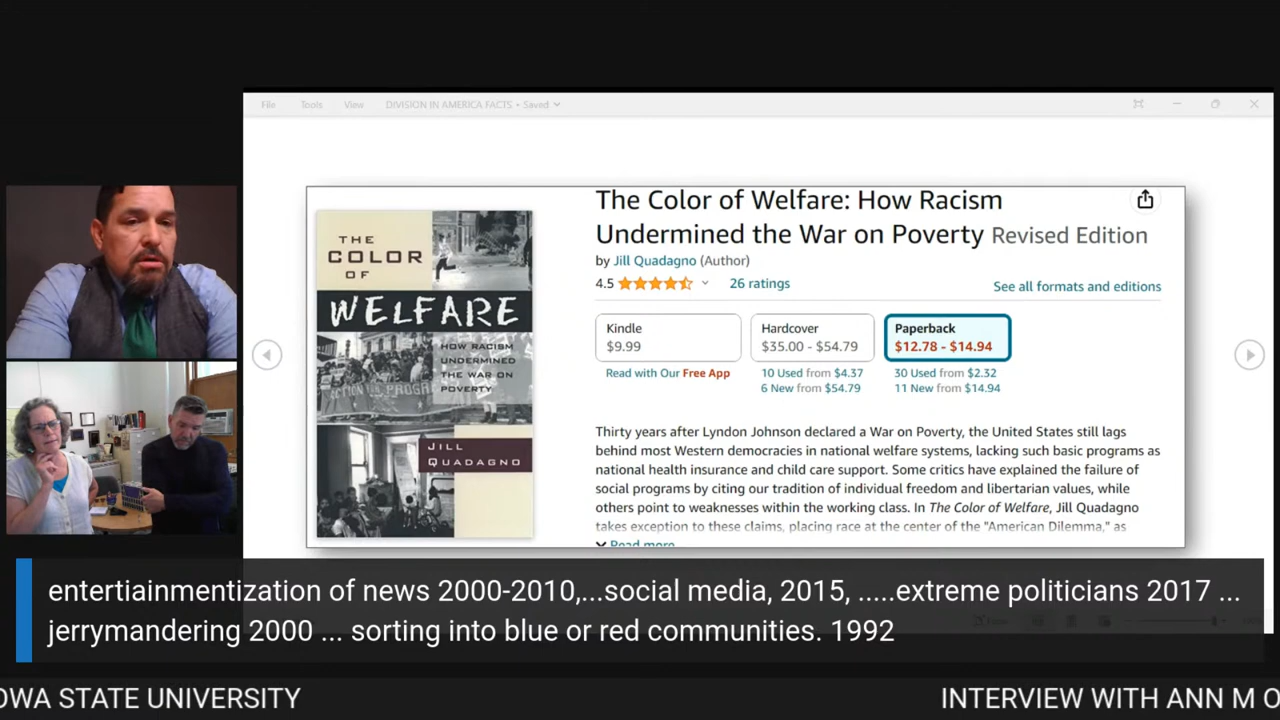 File Tools View DIVISION IN AMERICA FACTS • Saved
THE
COLOR
OF
WELFARE
HOW RACISM
UNDERMINED
THE WAR ON
POVERTY
JILL
QUADAGNO
The Color of Welfare: How Racism
Undermined the War on Poverty Revised Edition
by Jill Quadagno (Author)
4.5 26 ratings
See all formats and editions
Kindle
$9.99
Read with Our Free App
Hardcover
$35.00 - $54.79
10 Used from $4.37
6 New from $54.79
Paperback
$12.78 - $14.94
30 Used from $2.32
11 New from $14.94
Thirty years after Lyndon Johnson declared a War on Poverty, the United States still lags
behind most Western democracies in national welfare systems, lacking such basic programs as
national health insurance and child care support. Some critics have explained the failure of
social programs by citing our tradition of individual freedom and libertarian values, while
others point to weaknesses within the working class. In The Color of Welfare, Jill Quadagno
takes exception to these claims, placing race at the center of the "American Dilemma," as
Read more
entertiainmentization of news 2000-2010,...social media, 2015, .....extreme politicians 2017 ...
jerrymandering 2000 ... sorting into blue or red communities. 1992
OWA STATE UNIVERSITY
INTERVIEW WITH ANN M O